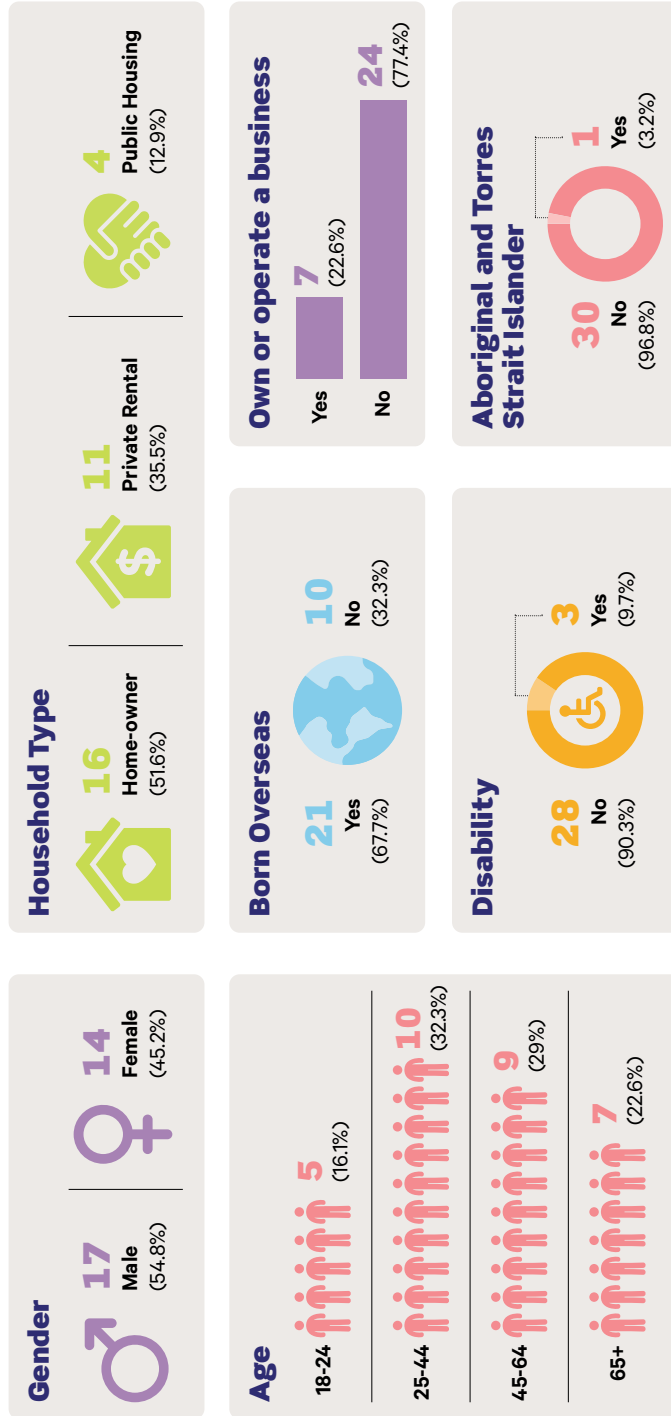 Gender
17
Male
(54.8%)
14
Female
(45.2%)
Household Type
16
Home-owner
(51.6%)
11
Private Rental
(35.5%)
4
Public Housing
(12.9%)
Age
18-24
5
(16.1%)
25-44
10
(32.3%)
45-64
9
(29%)
65+
7
(22.6%)
Born Overseas
21
Yes
(67.7%)
10
No
(32.3%)
Own or operate a business
Yes
7
(22.6%)
No
24
(77.4%)
Disability
28
No
(90.3%)
3
Yes
(9.7%)
Aboriginal and Torres
Strait Islander
30
No
(96.8%)
1
Yes
(3.2%)